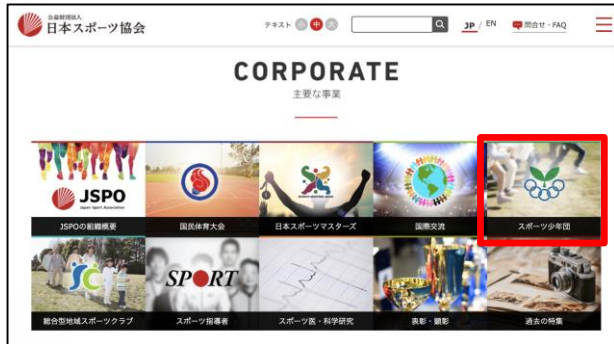 公益財団法人
日本スポーツ協会
テキスト 小 中 大
JP / EN
問合せ・FAQ
CORPORATE
主要な事業
JSPO
Japan Sport Association
JSPOの組織概要
国民体育大会
日本スポーツマスターズ
国際交流
スポーツ少年団
総合型地域スポーツクラブ
SPORT
スポーツ指導者
スポーツ医・科学研究
表彰・顕彰
過去の特集